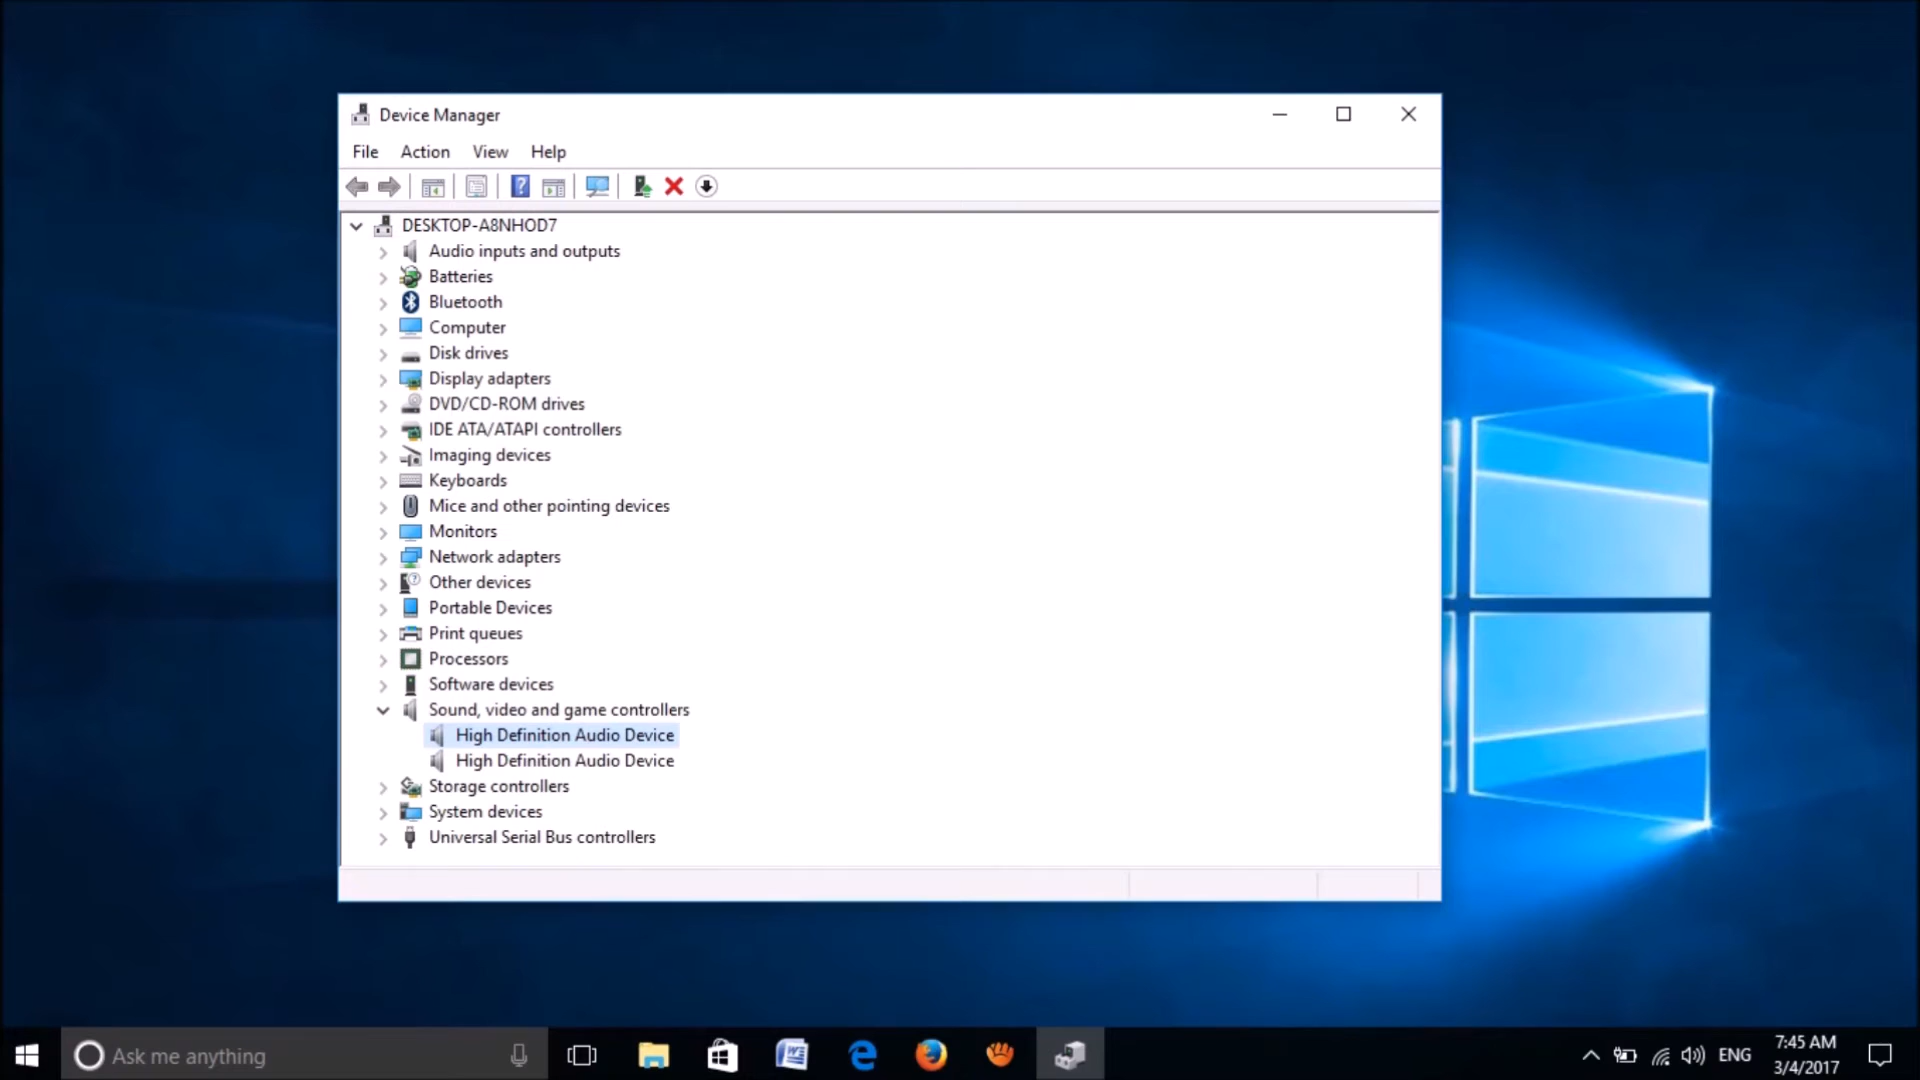 Device Manager
File Action View Help
DESKTOP-A8NHOD7
Audio inputs and outputs
Batteries
Bluetooth
Computer
Disk drives
Display adapters
DVD/CD-ROM drives
IDE ATA/ATAPI controllers
Imaging devices
Keyboards
Mice and other pointing devices
Monitors
Network adapters
Other devices
Portable Devices
Print queues
Processors
Software devices
Sound, video and game controllers
High Definition Audio Device
High Definition Audio Device
Storage controllers
System devices
Universal Serial Bus controllers
Ask me anything
ENG
7:45 AM
3/4/2017